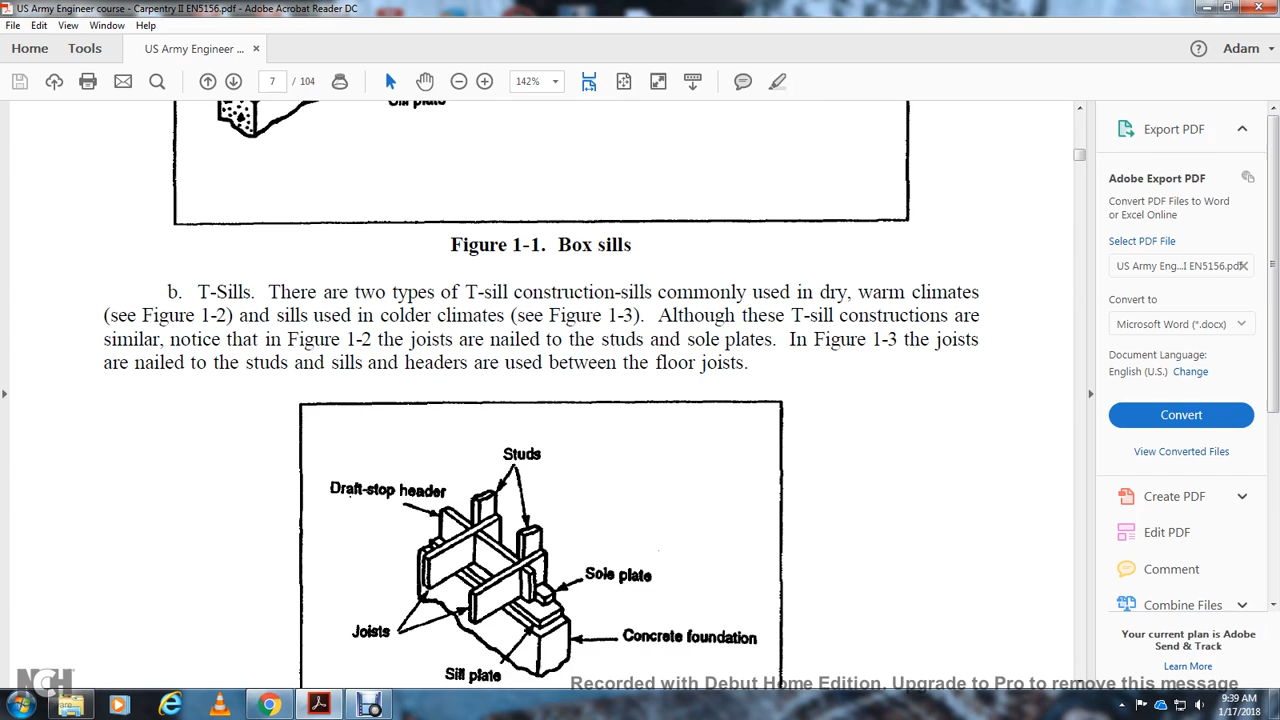 US Army Engineer course - Carpentry II EN5156.pdf - Adobe Acrobat Reader DC
File Edit View Window Help
Home Tools US Army Engineer ... × Adam
7 / 104 142%
Sill plate
Figure 1-1. Box sills
b. T-Sills. There are two types of T-sill construction-sills commonly used in dry, warm climates
(see Figure 1-2) and sills used in colder climates (see Figure 1-3). Although these T-sill constructions are
similar, notice that in Figure 1-2 the joists are nailed to the studs and sole plates. In Figure 1-3 the joists
are nailed to the studs and sills and headers are used between the floor joists.
Studs
Draft-stop header
Sole plate
Joists
Concrete foundation
Sill plate
Export PDF
Adobe Export PDF
Convert PDF Files to Word
or Excel Online
Select PDF File
US Army Eng...I EN5156.pdf
Convert to
Microsoft Word (*.docx)
Document Language:
English (U.S.) Change
Convert
View Converted Files
Create PDF
Edit PDF
Comment
Combine Files
Your current plan is Adobe
Send & Track
Learn More
NCH
Recorded with Debut Home Edition. Upgrade to Pro to remove this message
9:39 AM
1/17/2018